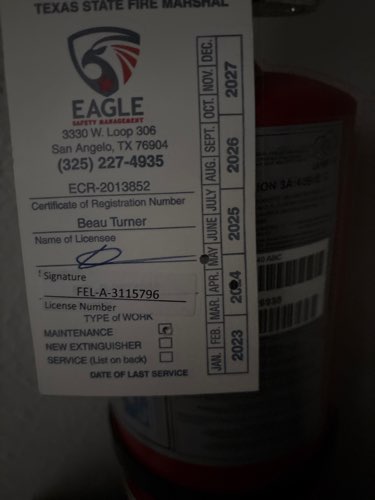 TEXAS STATE FIRE MARSHAL
EAGLE
SAFETY MANAGEMENT
3330 W. Loop 306
San Angelo, TX 76904
(325) 227-4935
ECR-2013852
Certificate of Registration Number
Beau Turner
Name of Licensee
Signature
FEL-A-3115796
License Number
TYPE of WORK
MAINTENANCE
NEW EXTINGUISHER
SERVICE (List on back)
DATE OF LAST SERVICE
JAN. FEB. MAR. APR. MAY JUNE JULY AUG. SEPT. OCT. NOV. DEC.
2023 2024 2025 2026 2027
ABC